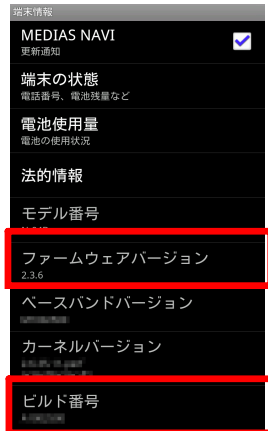 端末情報
MEDIAS NAVI
更新通知
端末の状態
電話番号、電池残量など
電池使用量
電池の使用状況
法的情報
モデル番号
ファームウェアバージョン
2.3.6
ベースバンドバージョン
カーネルバージョン
ビルド番号